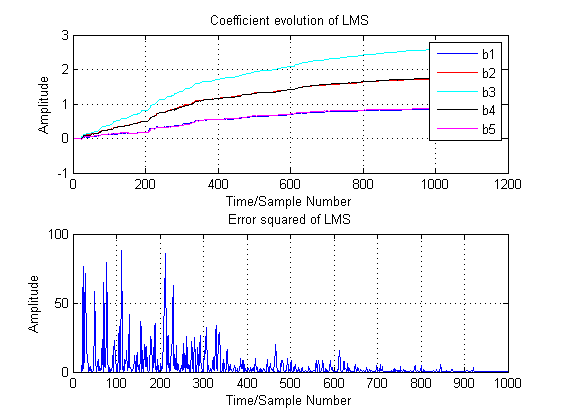 Coefficient evolution of LMS
3
2
1
0
-1
Amplitude
b1
b2
b3
b4
b5
0 200 400 600 800 1000 1200
Time/Sample Number
Error squared of LMS
100
50
0
Amplitude
0 100 200 300 400 500 600 700 800 900 1000
Time/Sample Number